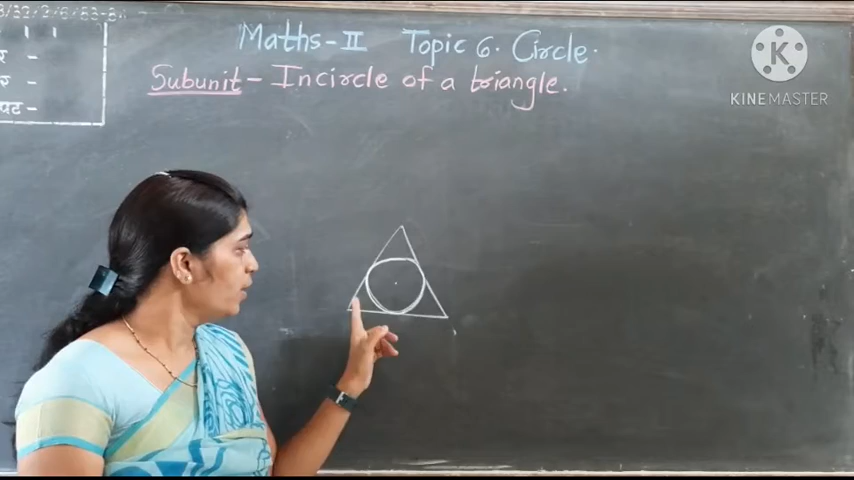 Maths-II Topic 6. Circle.
Subunit - Incircle of a triangle.
K
KINEMASTER